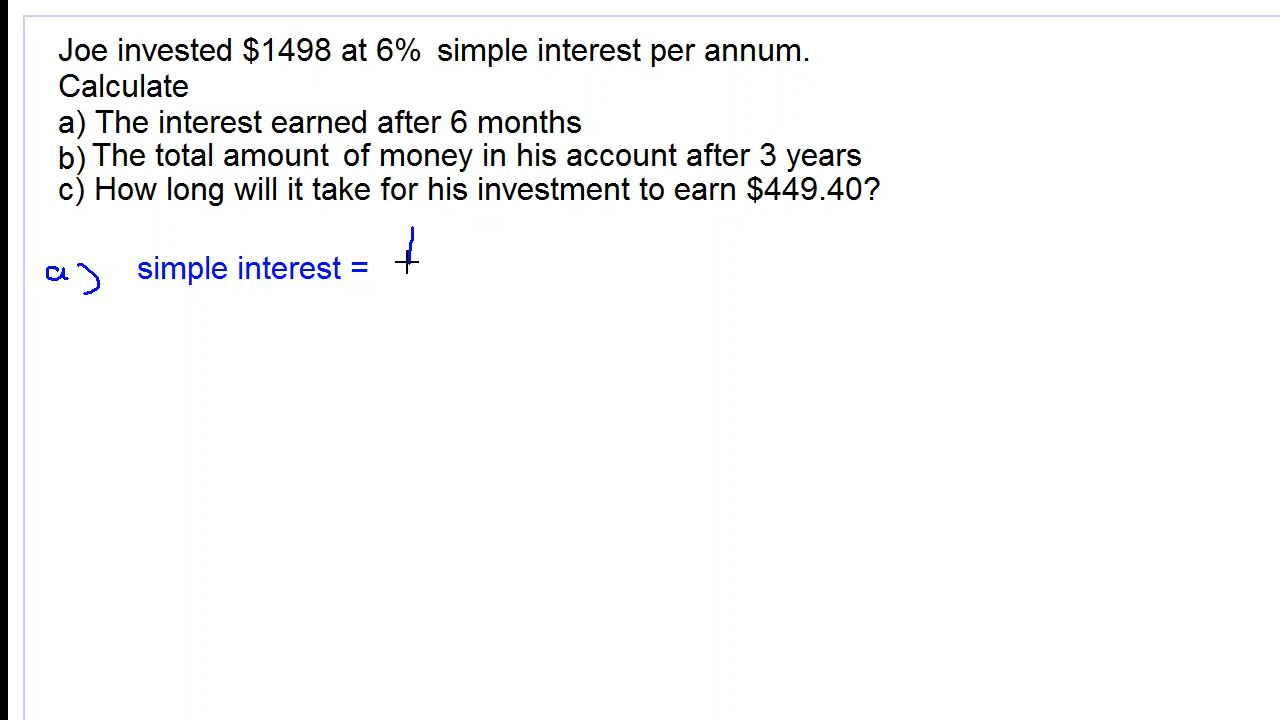 Joe invested $1498 at 6% simple interest per annum.
Calculate
a) The interest earned after 6 months
b) The total amount of money in his account after 3 years
c) How long will it take for his investment to earn $449.40?
a) simple interest =